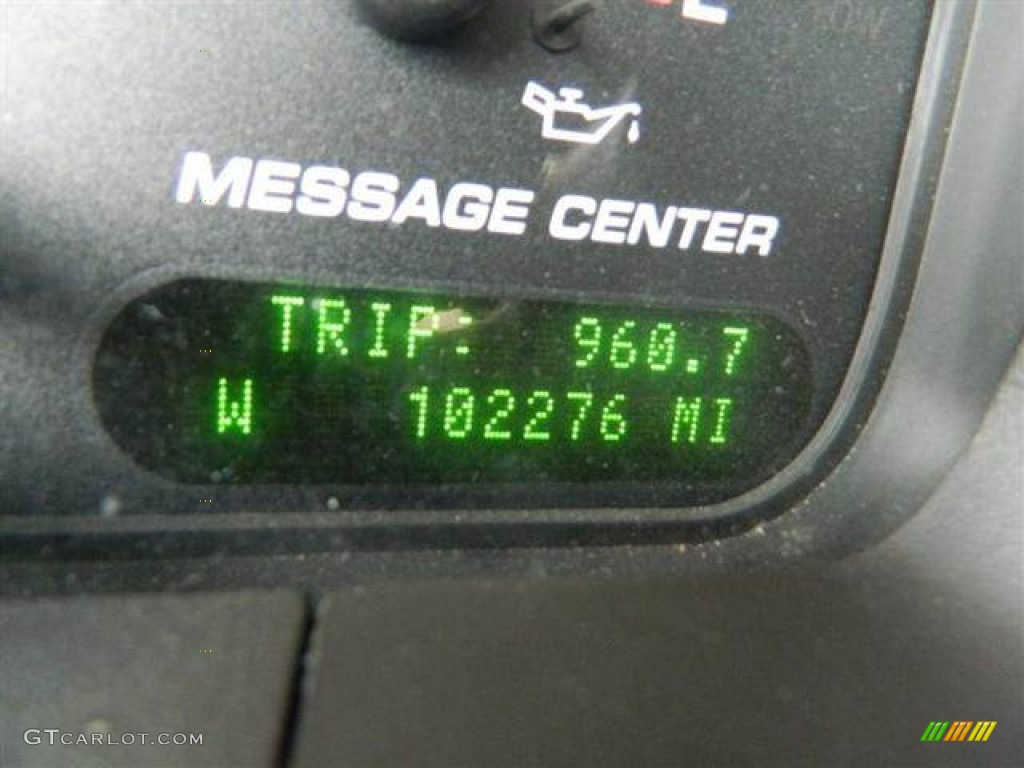 MESSAGE CENTER
TRIP: 960.7
W 102276 MI
GTCARLOT.COM